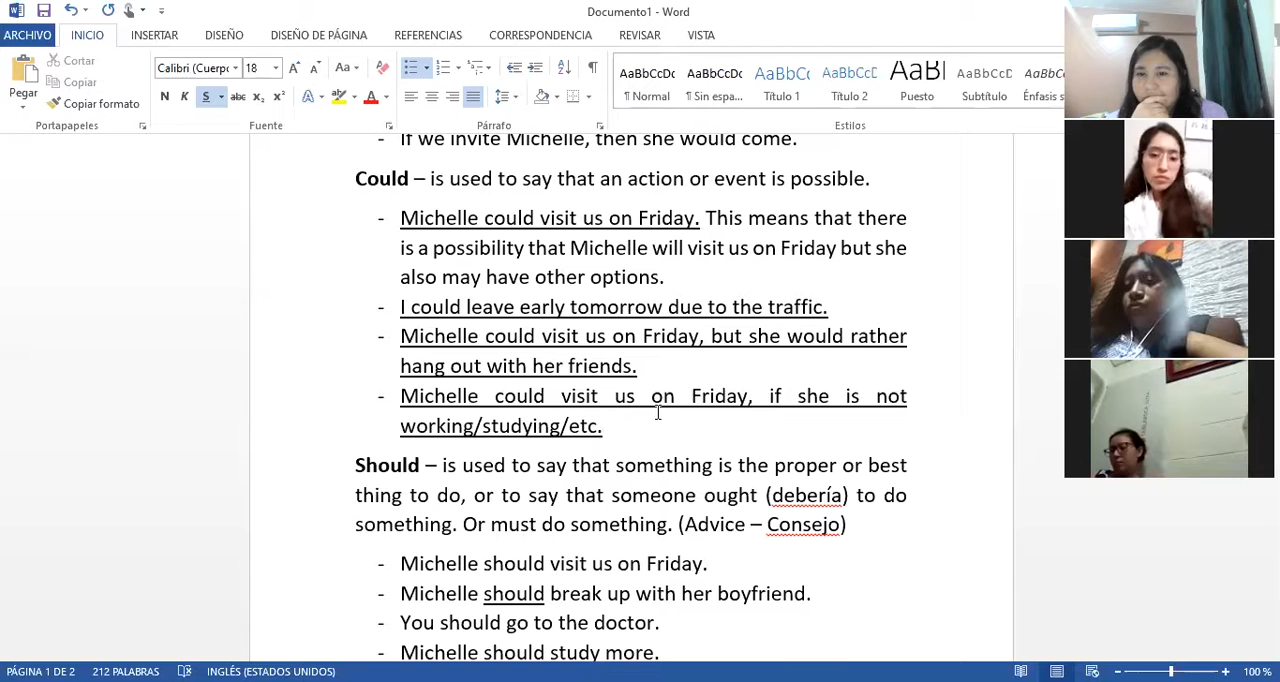 Documento1 - Word
ARCHIVO INICIO INSERTAR DISEÑO DISEÑO DE PÁGINA REFERENCIAS CORRESPONDENCIA REVISAR VISTA
Pegar
Cortar
Copiar
Copiar formato
Portapapeles
Calibri (Cuerpo 18
Aa
N K S abc x₂ x²
A ab A
Fuente
Párrafo
AaBbCcDc AaBbCcDc AaBbCc AaBbCcD AaBl AaBbCcD AaBbCcD
¶ Normal ¶ Sin espa... Título 1 Título 2 Puesto Subtítulo Énfasis s
Estilos
- If we invite Michelle, then she would come.
Could – is used to say that an action or event is possible.
- Michelle could visit us on Friday. This means that there
is a possibility that Michelle will visit us on Friday but she
also may have other options.
- I could leave early tomorrow due to the traffic.
- Michelle could visit us on Friday, but she would rather
hang out with her friends.
- Michelle could visit us on Friday, if she is not
working/studying/etc.
Should – is used to say that something is the proper or best
thing to do, or to say that someone ought (debería) to do
something. Or must do something. (Advice – Consejo)
- Michelle should visit us on Friday.
- Michelle should break up with her boyfriend.
- You should go to the doctor.
- Michelle should study more.
PÁGINA 1 DE 2 212 PALABRAS INGLÉS (ESTADOS UNIDOS) 100 %